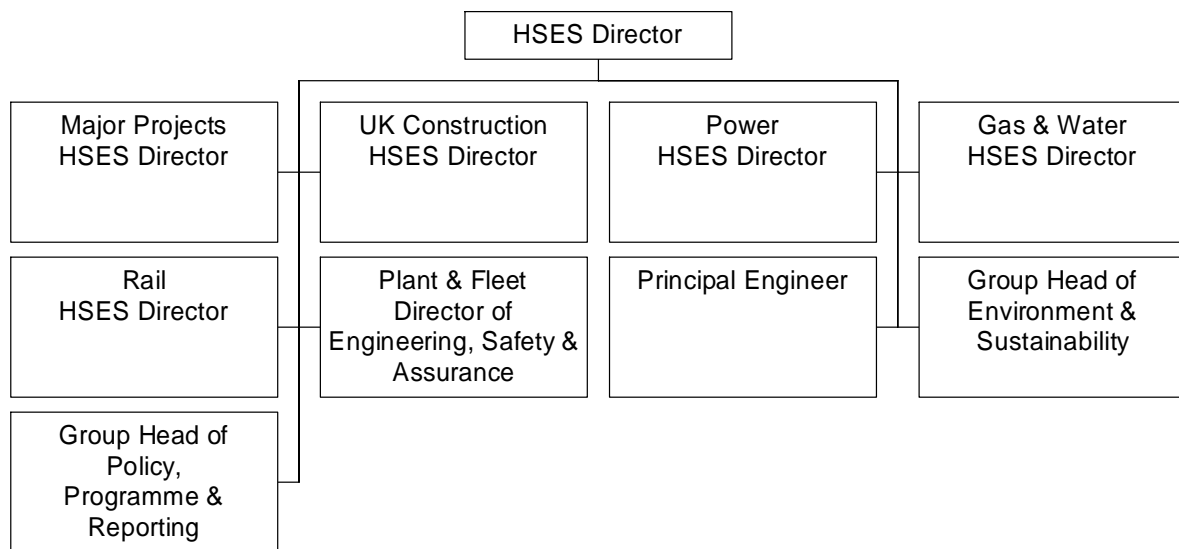 HSES Director
Major Projects
HSES Director
UK Construction
HSES Director
Power
HSES Director
Gas & Water
HSES Director
Rail
HSES Director
Plant & Fleet
Director of
Engineering, Safety &
Assurance
Principal Engineer
Group Head of
Environment &
Sustainability
Group Head of
Policy,
Programme &
Reporting